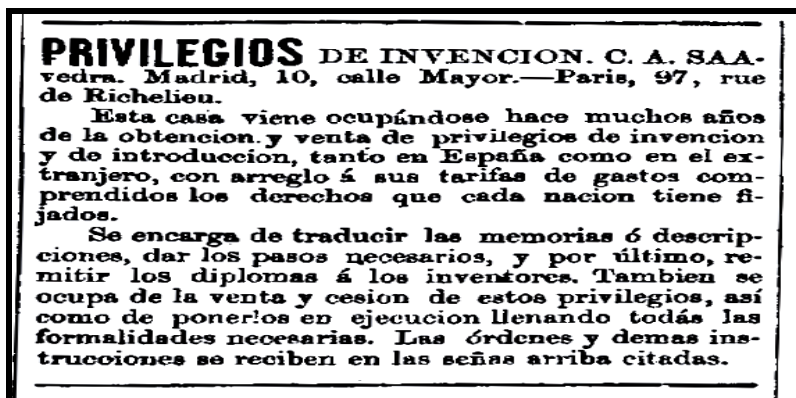 PRIVILEGIOS DE INVENCION. C. A. SAA-
vedra. Madrid, 10, calle Mayor.—Paris, 97, rue
de Richelieu.
Esta casa viene ocupándose hace muchos años
de la obtencion y venta de privilegios de invencion
y de introduccion, tanto en España como en el ex-
tranjero, con arreglo á sus tarifas de gastos com-
prendidos los derechos que cada nacion tiene fi-
jados.
Se encarga de traducir las memorias ó descrip-
ciones, dar los pasos necesarios, y por último, re-
mitir los diplomas á los inventores. Tambien se
ocupa de la venta y cesion de estos privilegios, así
como de ponerlos en ejecucion llenando todás las
formalidades necesarias. Las órdenes y demas ins-
trucciones se reciben en las señas arriba citadas.